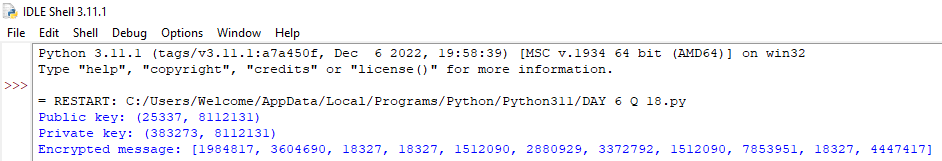 IDLE Shell 3.11.1
File Edit Shell Debug Options Window Help
Python 3.11.1 (tags/v3.11.1:a7a450f, Dec  6 2022, 19:58:39) [MSC v.1934 64 bit (AMD64)] on win32
Type "help", "copyright", "credits" or "license()" for more information.
>>>
= RESTART: C:/Users/Welcome/AppData/Local/Programs/Python/Python311/DAY 6 Q 18.py
Public key: (25337, 8112131)
Private key: (383273, 8112131)
Encrypted message: [1984817, 3604690, 18327, 18327, 1512090, 2880929, 3372792, 1512090, 7853951, 18327, 4447417]